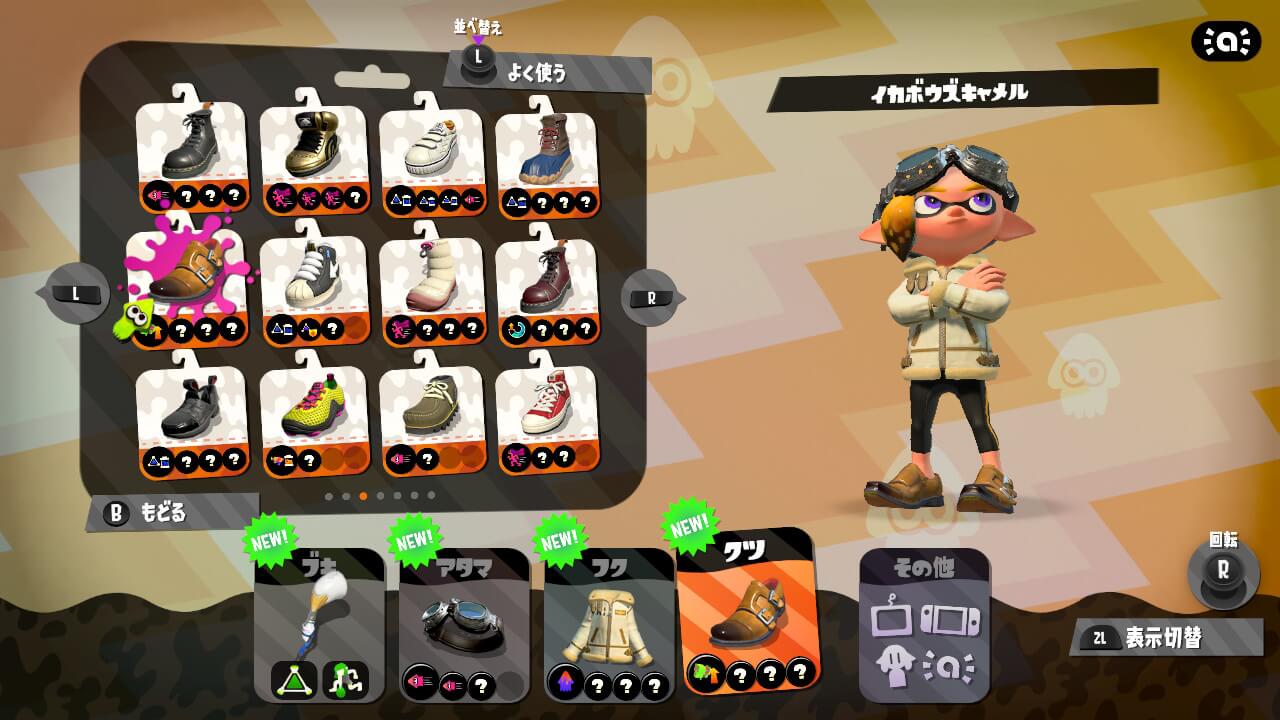 並べ替え
L
よく使う
イカボウズキャメル
? ? ?
?
? ? ?
L
? ? ?
?
? ? ?
? ? ?
R
? ? ?
?
?
? ?
B もどる
NEW!
NEW!
NEW!
NEW!
ブキ
アタマ
フク
クツ
その他
?
? ? ?
? ? ?
回転
R
ZL 表示切替